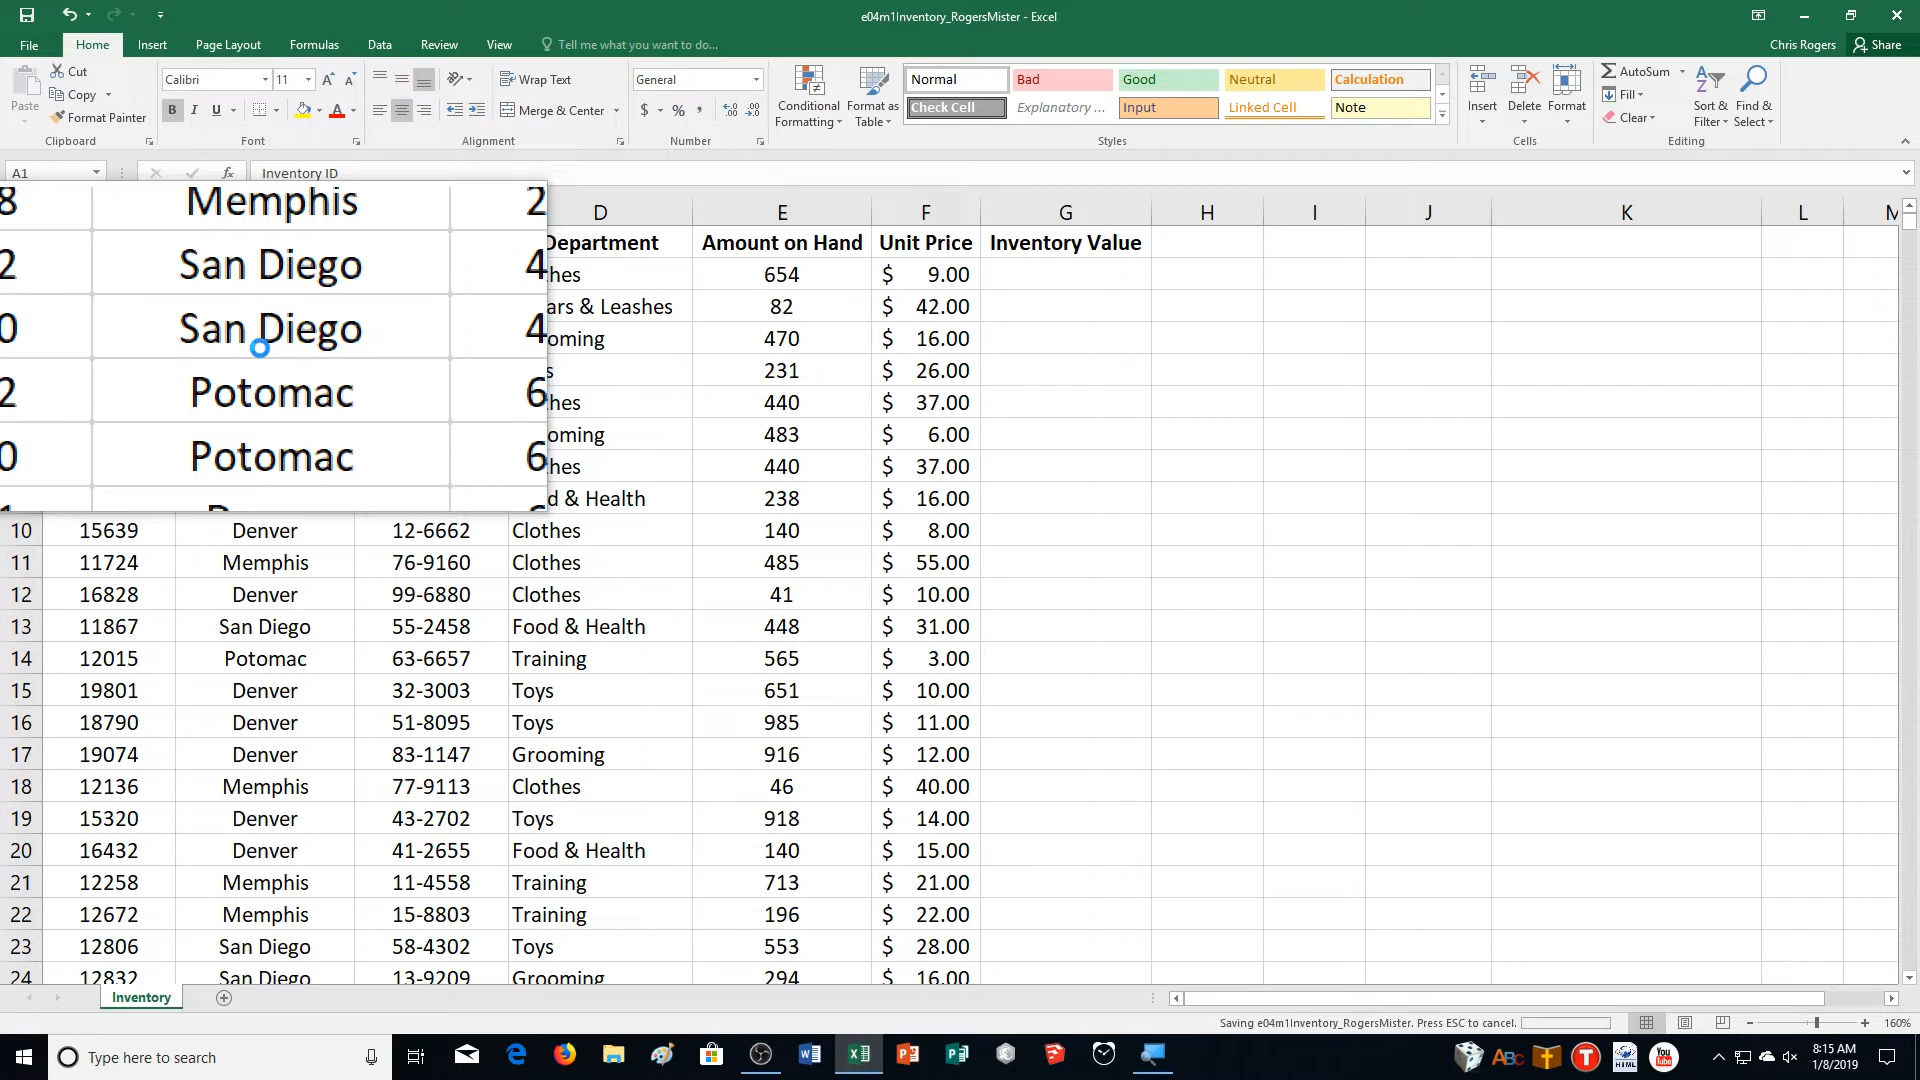 e04m1Inventory_RogersMister - Excel
File Home Insert Page Layout Formulas Data Review View Tell me what you want to do... Chris Rogers Share
Paste Cut Copy Format Painter Clipboard
Calibri 11 B I U Font
Wrap Text Merge & Center Alignment
General $ % , Number
Conditional Formatting Format as Table
Normal Bad Good Neutral Calculation
Check Cell Explanatory ... Input Linked Cell Note
Styles
Insert Delete Format Cells
AutoSum Fill Clear Sort & Filter Find & Select Editing
A1 fx Inventory ID
D E F G H I J K L M
Department Amount on Hand Unit Price Inventory Value
8 Memphis 2
2 San Diego 4
0 San Diego 4
2 Potomac 6
0 Potomac 6
hes 654 $ 9.00
ars & Leashes 82 $ 42.00
oming 470 $ 16.00
s 231 $ 26.00
hes 440 $ 37.00
oming 483 $ 6.00
hes 440 $ 37.00
d & Health 238 $ 16.00
10 15639 Denver 12-6662 Clothes 140 $ 8.00
11 11724 Memphis 76-9160 Clothes 485 $ 55.00
12 16828 Denver 99-6880 Clothes 41 $ 10.00
13 11867 San Diego 55-2458 Food & Health 448 $ 31.00
14 12015 Potomac 63-6657 Training 565 $ 3.00
15 19801 Denver 32-3003 Toys 651 $ 10.00
16 18790 Denver 51-8095 Toys 985 $ 11.00
17 19074 Denver 83-1147 Grooming 916 $ 12.00
18 12136 Memphis 77-9113 Clothes 46 $ 40.00
19 15320 Denver 43-2702 Toys 918 $ 14.00
20 16432 Denver 41-2655 Food & Health 140 $ 15.00
21 12258 Memphis 11-4558 Training 713 $ 21.00
22 12672 Memphis 15-8803 Training 196 $ 22.00
23 12806 San Diego 58-4302 Toys 553 $ 28.00
24 12832 San Diego 13-9209 Grooming 294 $ 16.00
Inventory
Saving e04m1Inventory_RogersMister. Press ESC to cancel. 160%
Type here to search
8:15 AM
1/8/2019